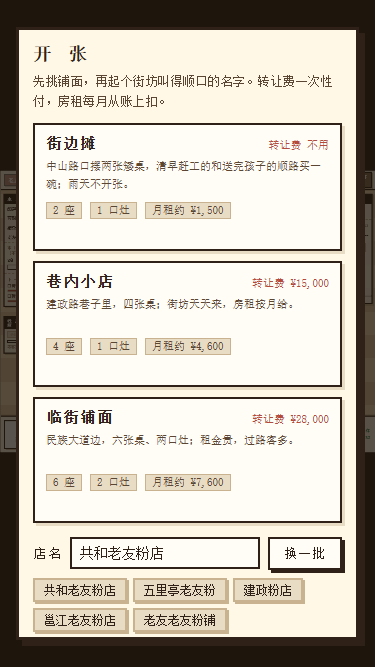 开 张
先挑铺面，再起个街坊叫得顺口的名字。转让费一次性
付，房租每月从账上扣。
街边摊
转让费 不用
中山路口摆两张矮桌，清早赶工的和送完孩子的顺路买一
碗；雨天不开张。
2 座 1 口灶 月租约 ¥1,500
巷内小店
转让费 ¥15,000
建政路巷子里，四张桌；街坊天天来，房租按月给。
4 座 1 口灶 月租约 ¥4,600
临街铺面
转让费 ¥28,000
民族大道边，六张桌、两口灶；租金贵，过路客多。
6 座 2 口灶 月租约 ¥7,600
店名 共和老友粉店 换一批
共和老友粉店 五里亭老友粉 建政粉店
邕江老友粉店 老友老友粉铺